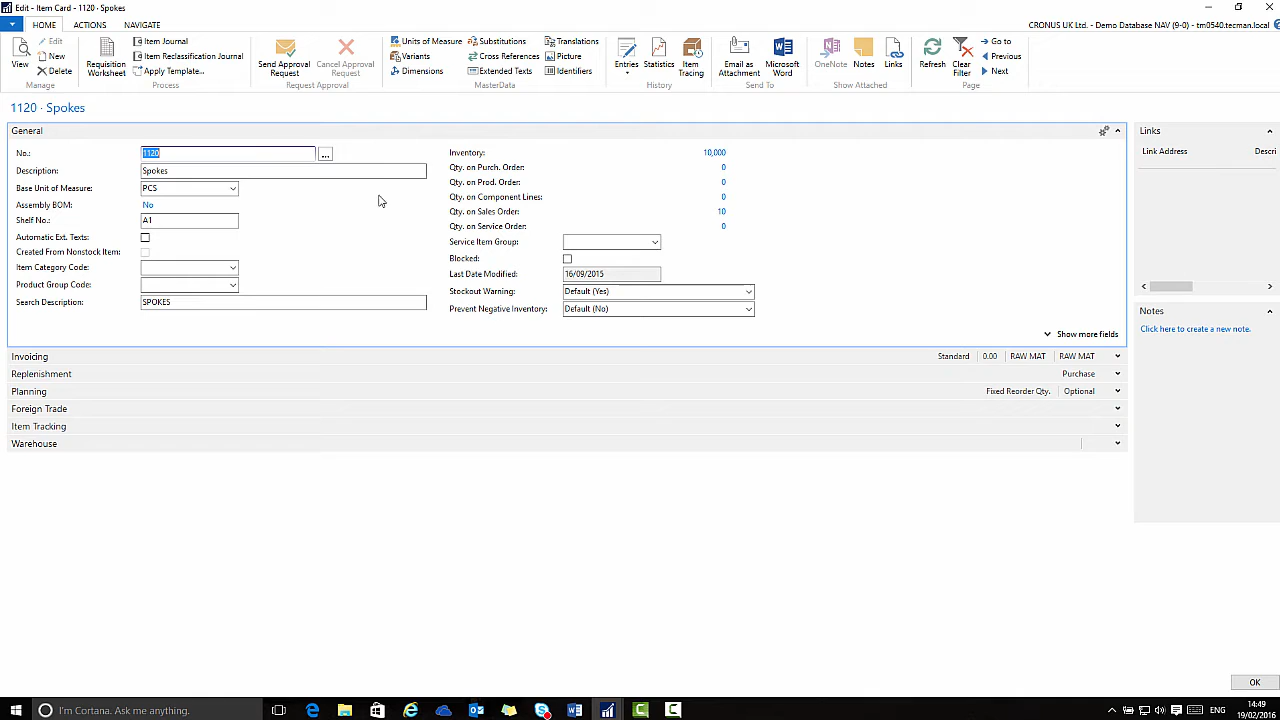 Edit - Item Card - 1120 · Spokes
HOME ACTIONS NAVIGATE
CRONUS UK Ltd. - Demo Database NAV (9-0) - tm0540.tecman.local
View
Edit
New
Delete
Manage
Requisition Worksheet
Item Journal
Item Reclassification Journal
Apply Template...
Process
Send Approval Request
Cancel Approval Request
Request Approval
Units of Measure
Variants
Dimensions
Substitutions
Cross References
Extended Texts
Translations
Picture
Identifiers
MasterData
Entries
Statistics
Item Tracing
History
Email as Attachment
Microsoft Word
Send To
OneNote
Notes
Links
Show Attached
Refresh
Clear Filter
Go to
Previous
Next
Page
1120 · Spokes
General
No.: 1120 ...
Description: Spokes
Base Unit of Measure: PCS
Assembly BOM: No
Shelf No.: A1
Automatic Ext. Texts:
Created From Nonstock Item:
Item Category Code:
Product Group Code:
Search Description: SPOKES
Inventory: 10,000
Qty. on Purch. Order: 0
Qty. on Prod. Order: 0
Qty. on Component Lines: 0
Qty. on Sales Order: 10
Qty. on Service Order: 0
Service Item Group:
Blocked:
Last Date Modified: 16/09/2015
Stockout Warning: Default (Yes)
Prevent Negative Inventory: Default (No)
Show more fields
Invoicing Standard 0.00 RAW MAT RAW MAT
Replenishment Purchase
Planning Fixed Reorder Qty. Optional
Foreign Trade
Item Tracking
Warehouse
Links
Link Address Descri
Notes
Click here to create a new note.
OK
I'm Cortana. Ask me anything.
ENG
14:49
19/02/2016